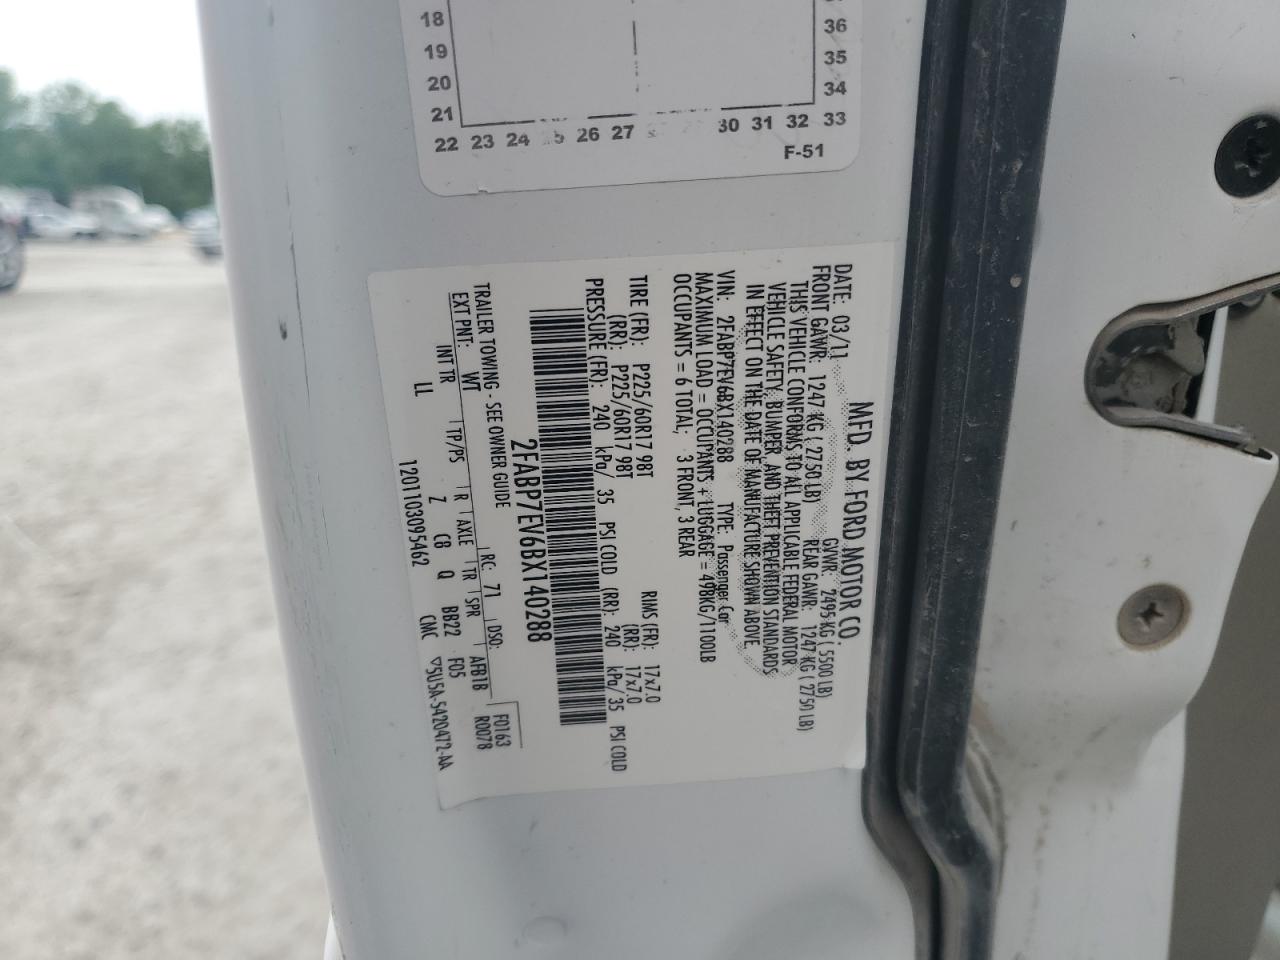 18
19
20
21
22 23 24 26 27 30 31 32 33
34
35
36
F-51
MFD. BY FORD MOTOR CO.
DATE: 03/11 GVWR: 2495 KG ( 5500 LB)
FRONT GAWR: 1247 KG ( 2750 LB) REAR GAWR: 1247 KG ( 2750 LB)
THIS VEHICLE CONFORMS TO ALL APPLICABLE FEDERAL MOTOR
VEHICLE SAFETY, BUMPER, AND THEFT PREVENTION STANDARDS
IN EFFECT ON THE DATE OF MANUFACTURE SHOWN ABOVE.
VIN: 2FABP7EV6BX140288 TYPE: Passenger Car
MAXIMUM LOAD = OCCUPANTS + LUGGAGE = 498KG/1100LB
OCCUPANTS = 6 TOTAL; 3 FRONT, 3 REAR
TIRE (FR): P225/60R17 98T RIMS (FR): 17x7.0
(RR): P225/60R17 98T (RR): 17x7.0
PRESSURE (FR): 240 kPa/ 35 PSI COLD (RR): 240 kPa/ 35 PSI COLD
2FABP7EV6BX140288
TRAILER TOWING - SEE OWNER GUIDE
EXT PNT: WT RC: 71 DSO: F0163
INT TR TP/PS R AXLE TR SPR AFB1B R0078
LL Z C8 Q BB22 F05
1201103095462 CMC ▽5U5A-5420472-AA